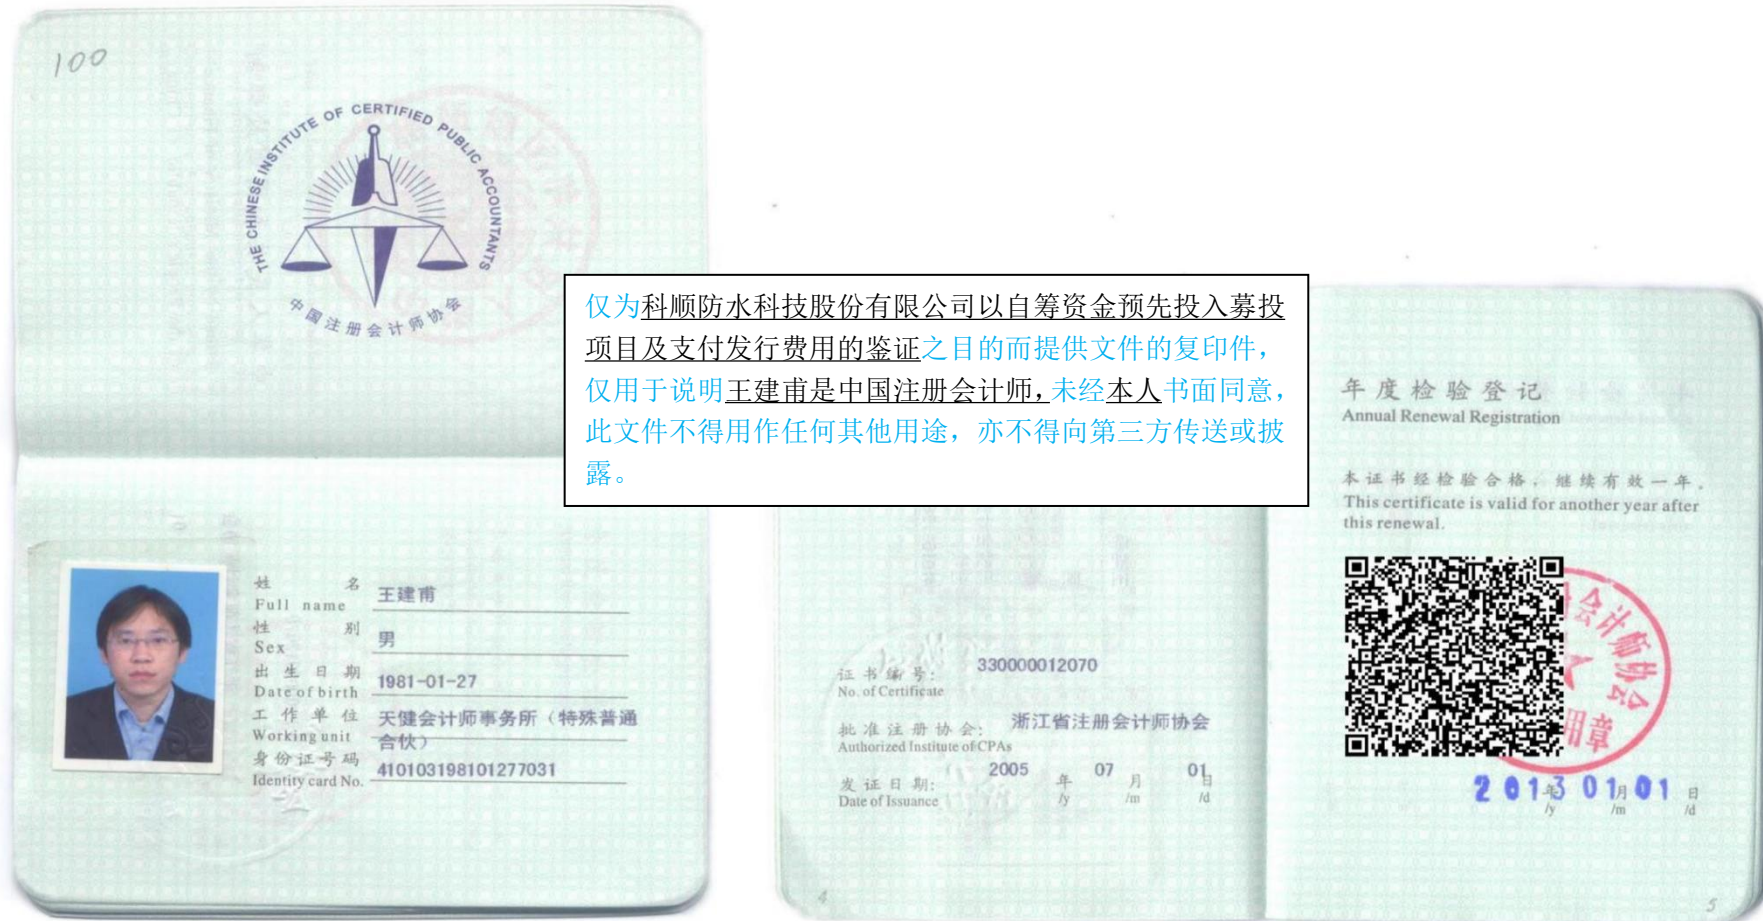 100
THE CHINESE INSTITUTE OF CERTIFIED PUBLIC ACCOUNTANTS
中国注册会计师协会
仅为科顺防水科技股份有限公司以自筹资金预先投入募投
项目及支付发行费用的鉴证之目的而提供文件的复印件，
仅用于说明王建甫是中国注册会计师，未经本人书面同意，
此文件不得用作任何其他用途，亦不得向第三方传送或披
露。
姓 名 王建甫
Full name
性 别 男
Sex
出生日期 1981-01-27
Date of birth
工作单位 天健会计师事务所（特殊普通
Working unit 合伙）
身份证号码 410103198101277031
Identity card No.
证书编号： 330000012070
No. of Certificate
批准注册协会： 浙江省注册会计师协会
Authorized Institute of CPAs
发证日期： 2005 年 07 月 01 日
Date of Issuance /y /m /d
4
年度检验登记
Annual Renewal Registration
本证书经检验合格，继续有效一年。
This certificate is valid for another year after
this renewal.
会计师协会
用章
2013 年 01 月 01 日
/y /m /d
5